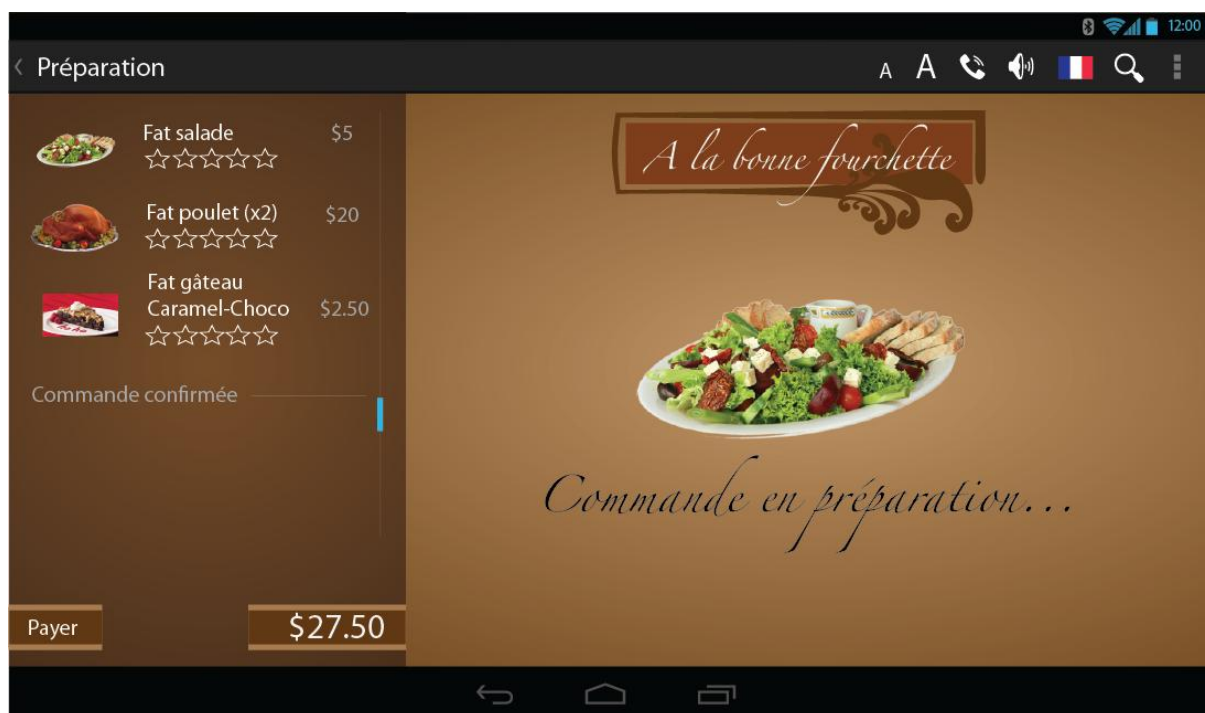 12:00
Préparation
A A
Fat salade $5
Fat poulet (x2) $20
Fat gâteau
Caramel-Choco $2.50
Commande confirmée
Payer $27.50
A la bonne fourchette
Commande en préparation...